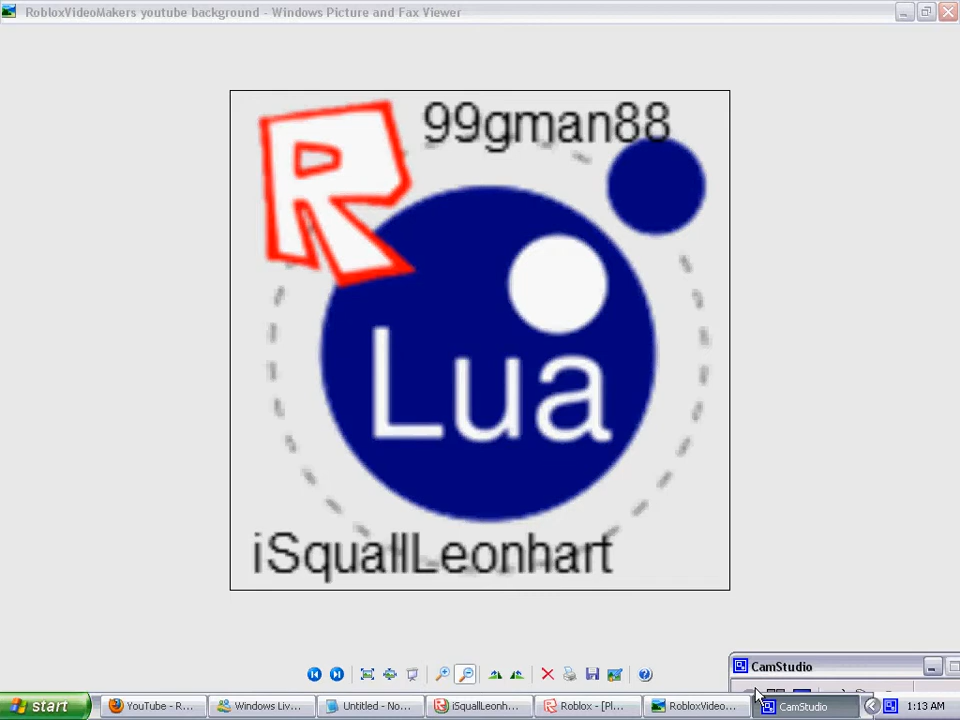 RobloxVideoMakers youtube background - Windows Picture and Fax Viewer
99gman88
R
Lua
iSquallLeonhart
CamStudio
start
YouTube - R...
Windows Liv...
Untitled - No...
iSquallLeonh...
Roblox - [Pl...
RobloxVideo...
CamStudio
1:13 AM